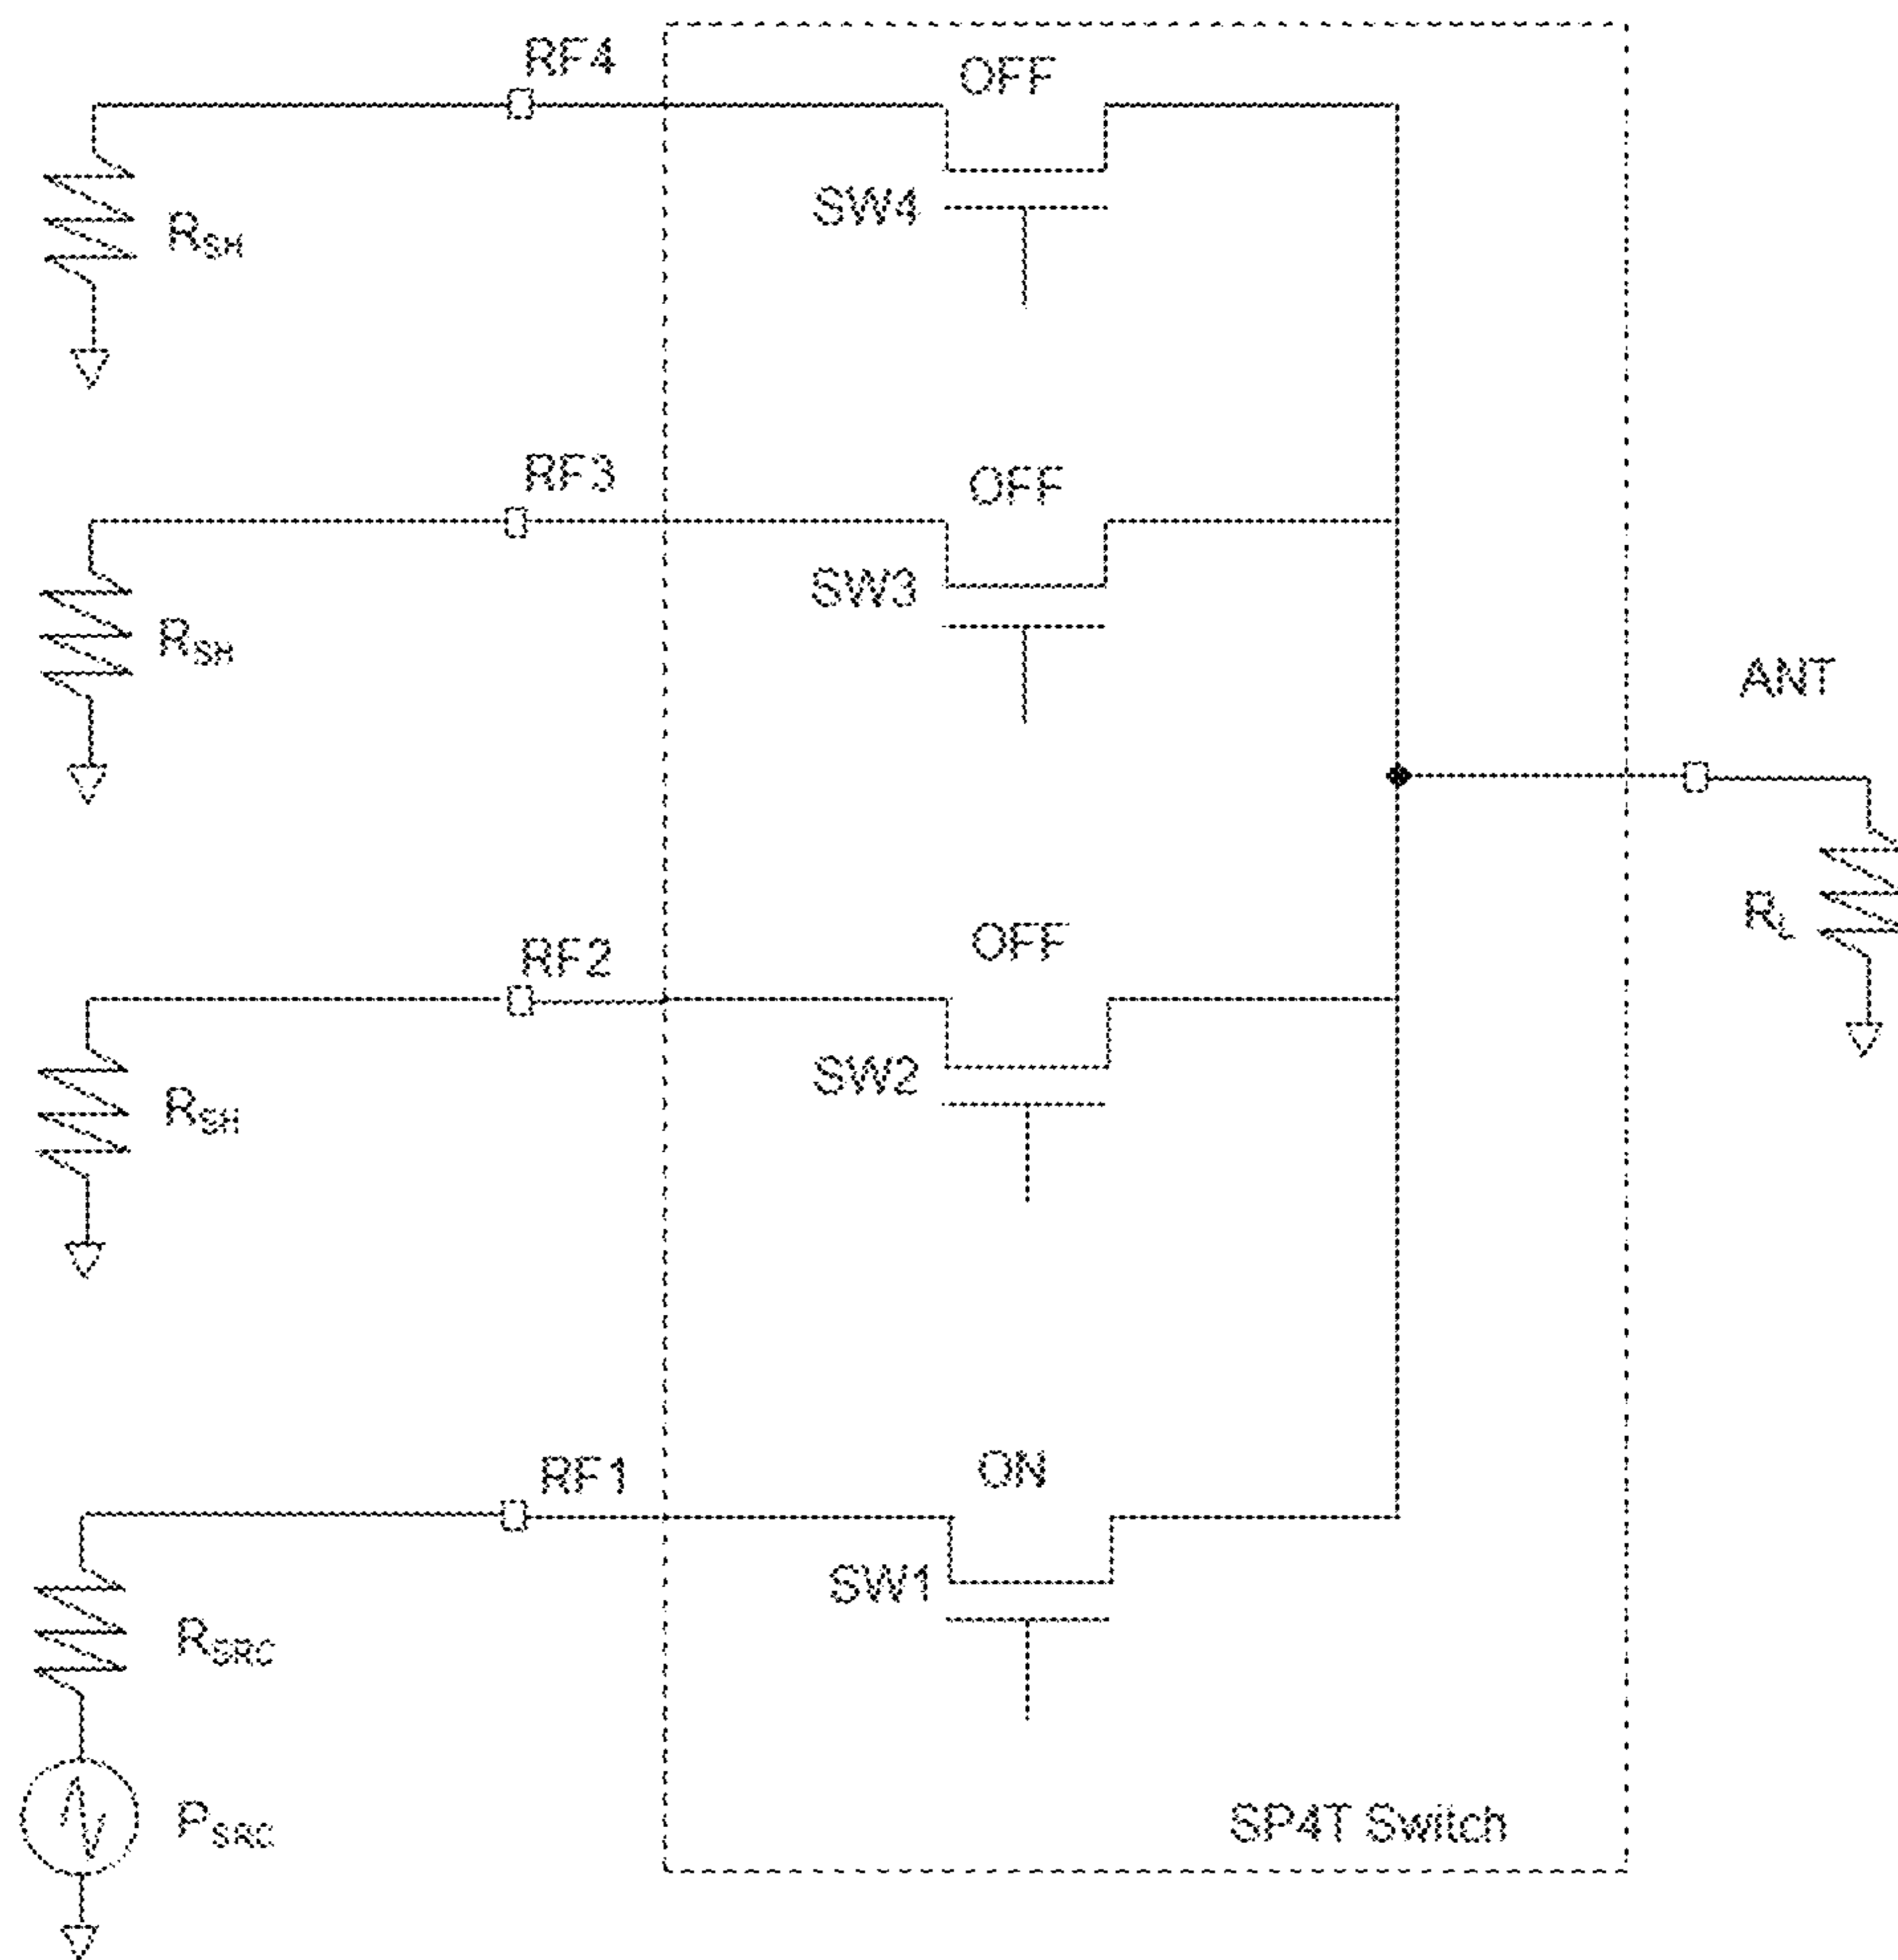 RF4
OFF
SW4
RSH
RF3
OFF
SW3
RSH
ANT
RL
RF2
OFF
SW2
RSH
RF1
ON
SW1
RSRC
PSRC
SP4T Switch